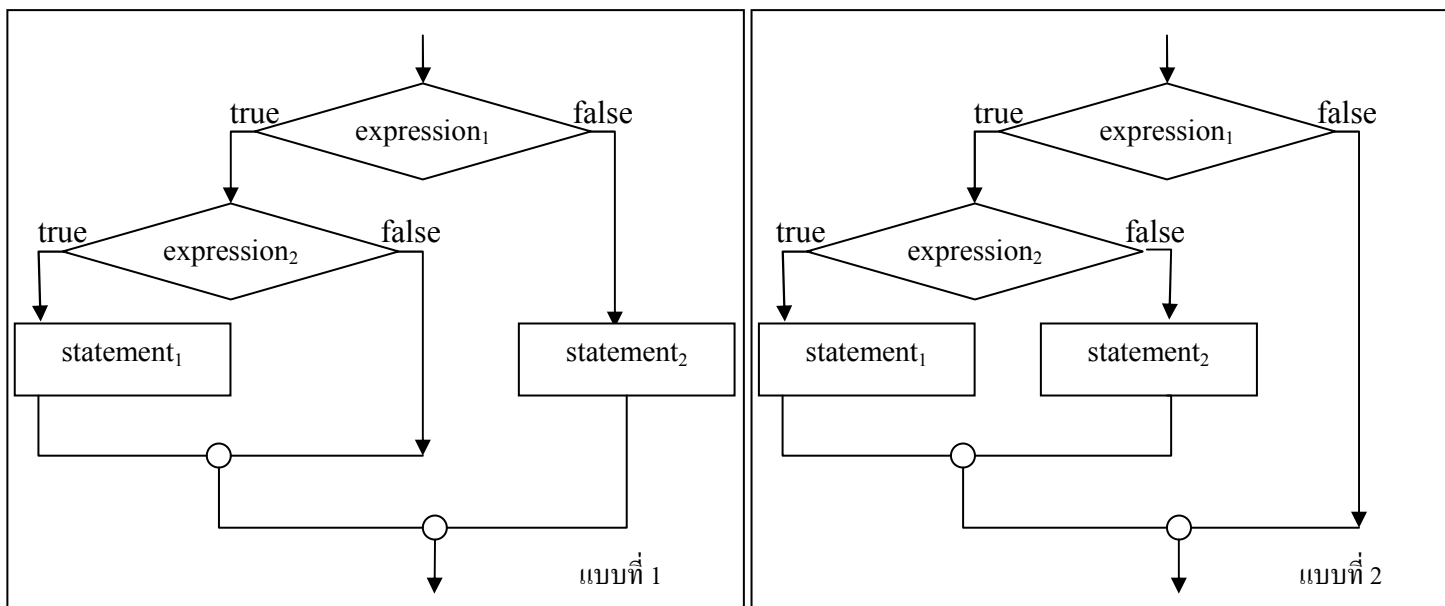 true
false
expression₁
true
false
expression₂
statement₁
statement₂
แบบที่ 1
true
false
expression₁
true
false
expression₂
statement₁
statement₂
แบบที่ 2